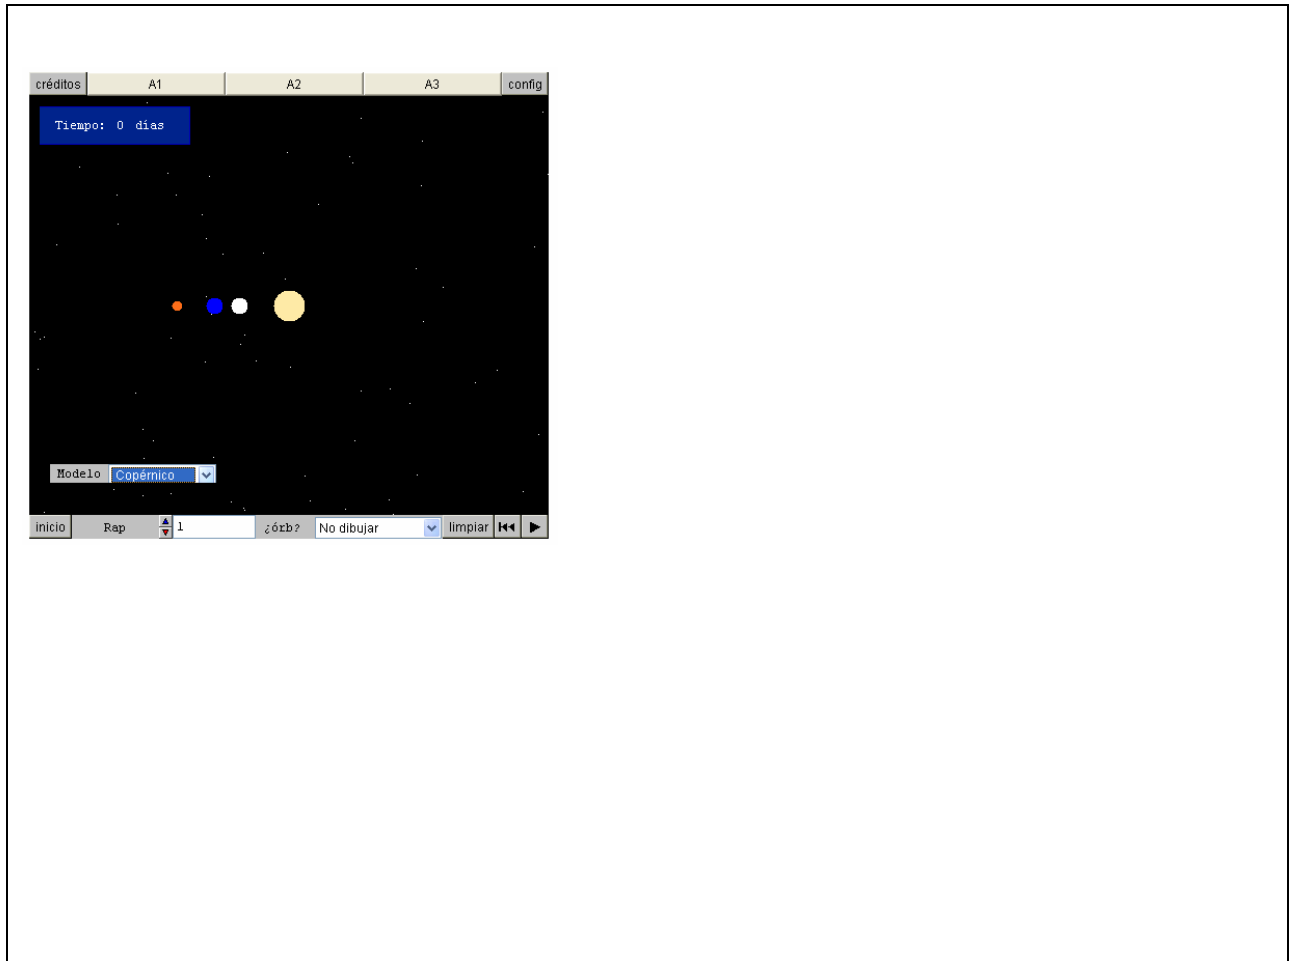 créditos A1 A2 A3 config
Tiempo: 0 días
Modelo Copérnico
inicio Rap 1 ¿órb? No dibujar limpiar